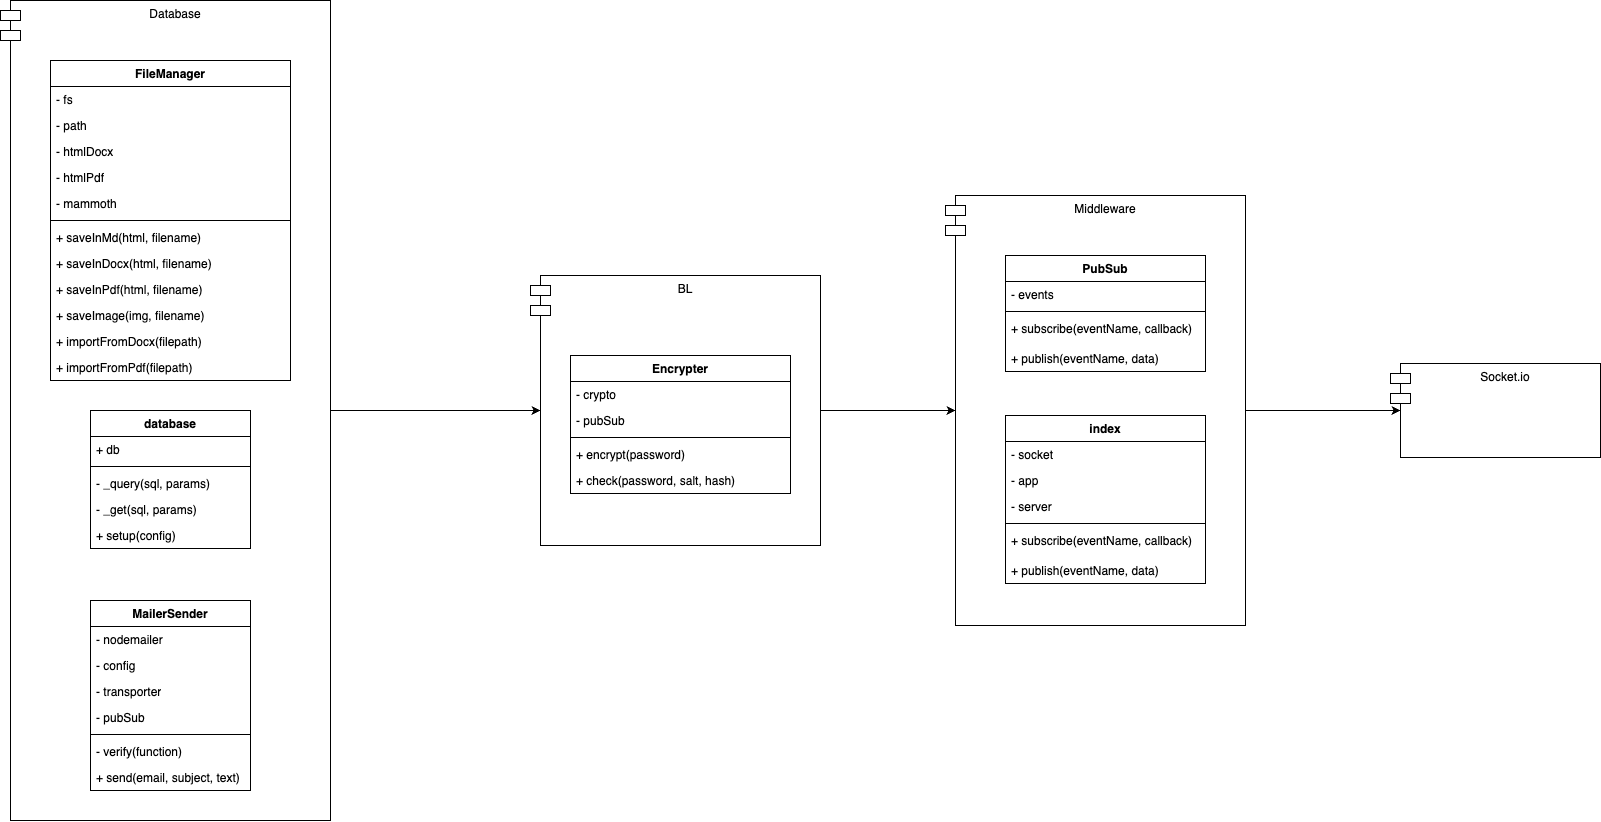 Database
FileManager
- fs
- path
- htmlDocx
- htmlPdf
- mammoth
+ saveInMd(html, filename)
+ saveInDocx(html, filename)
+ saveInPdf(html, filename)
+ saveImage(img, filename)
+ importFromDocx(filepath)
+ importFromPdf(filepath)
database
+ db
- _query(sql, params)
- _get(sql, params)
+ setup(config)
MailerSender
- nodemailer
- config
- transporter
- pubSub
- verify(function)
+ send(email, subject, text)
BL
Encrypter
- crypto
- pubSub
+ encrypt(password)
+ check(password, salt, hash)
Middleware
PubSub
- events
+ subscribe(eventName, callback)
+ publish(eventName, data)
index
- socket
- app
- server
+ subscribe(eventName, callback)
+ publish(eventName, data)
Socket.io